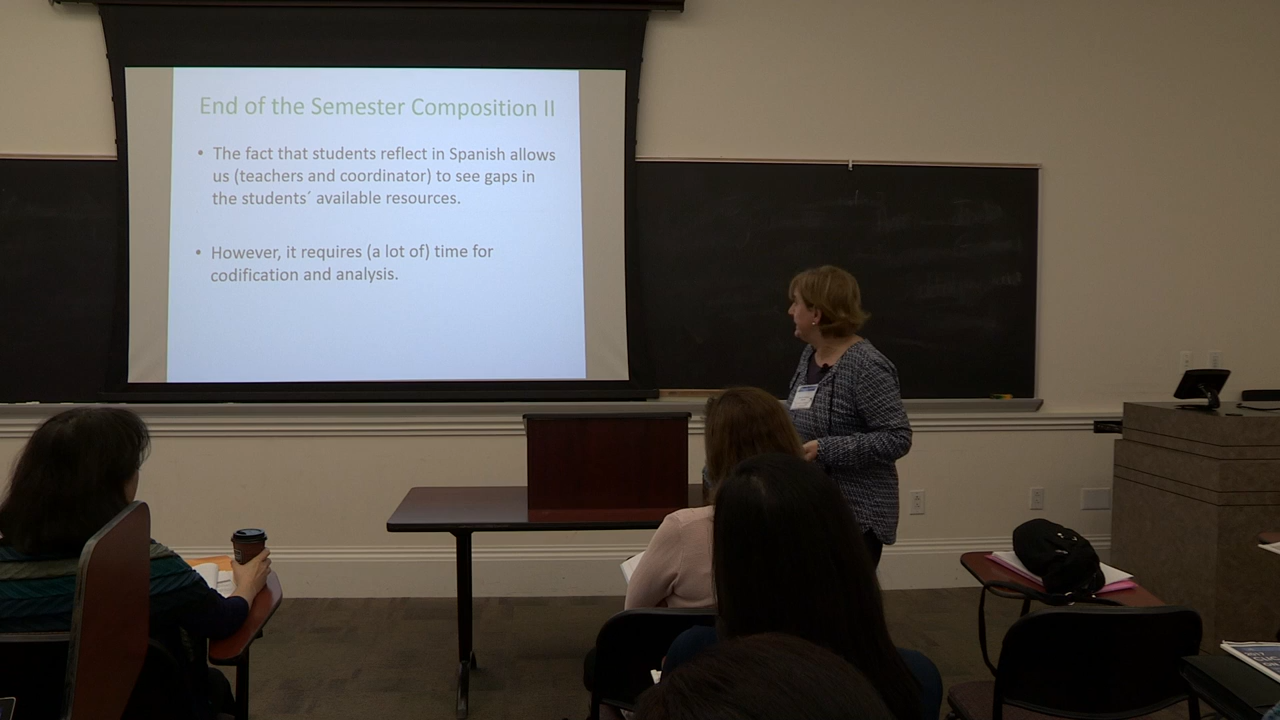 End of the Semester Composition II
• The fact that students reflect in Spanish allows
us (teachers and coordinator) to see gaps in
the students´ available resources.
• However, it requires (a lot of) time for
codification and analysis.